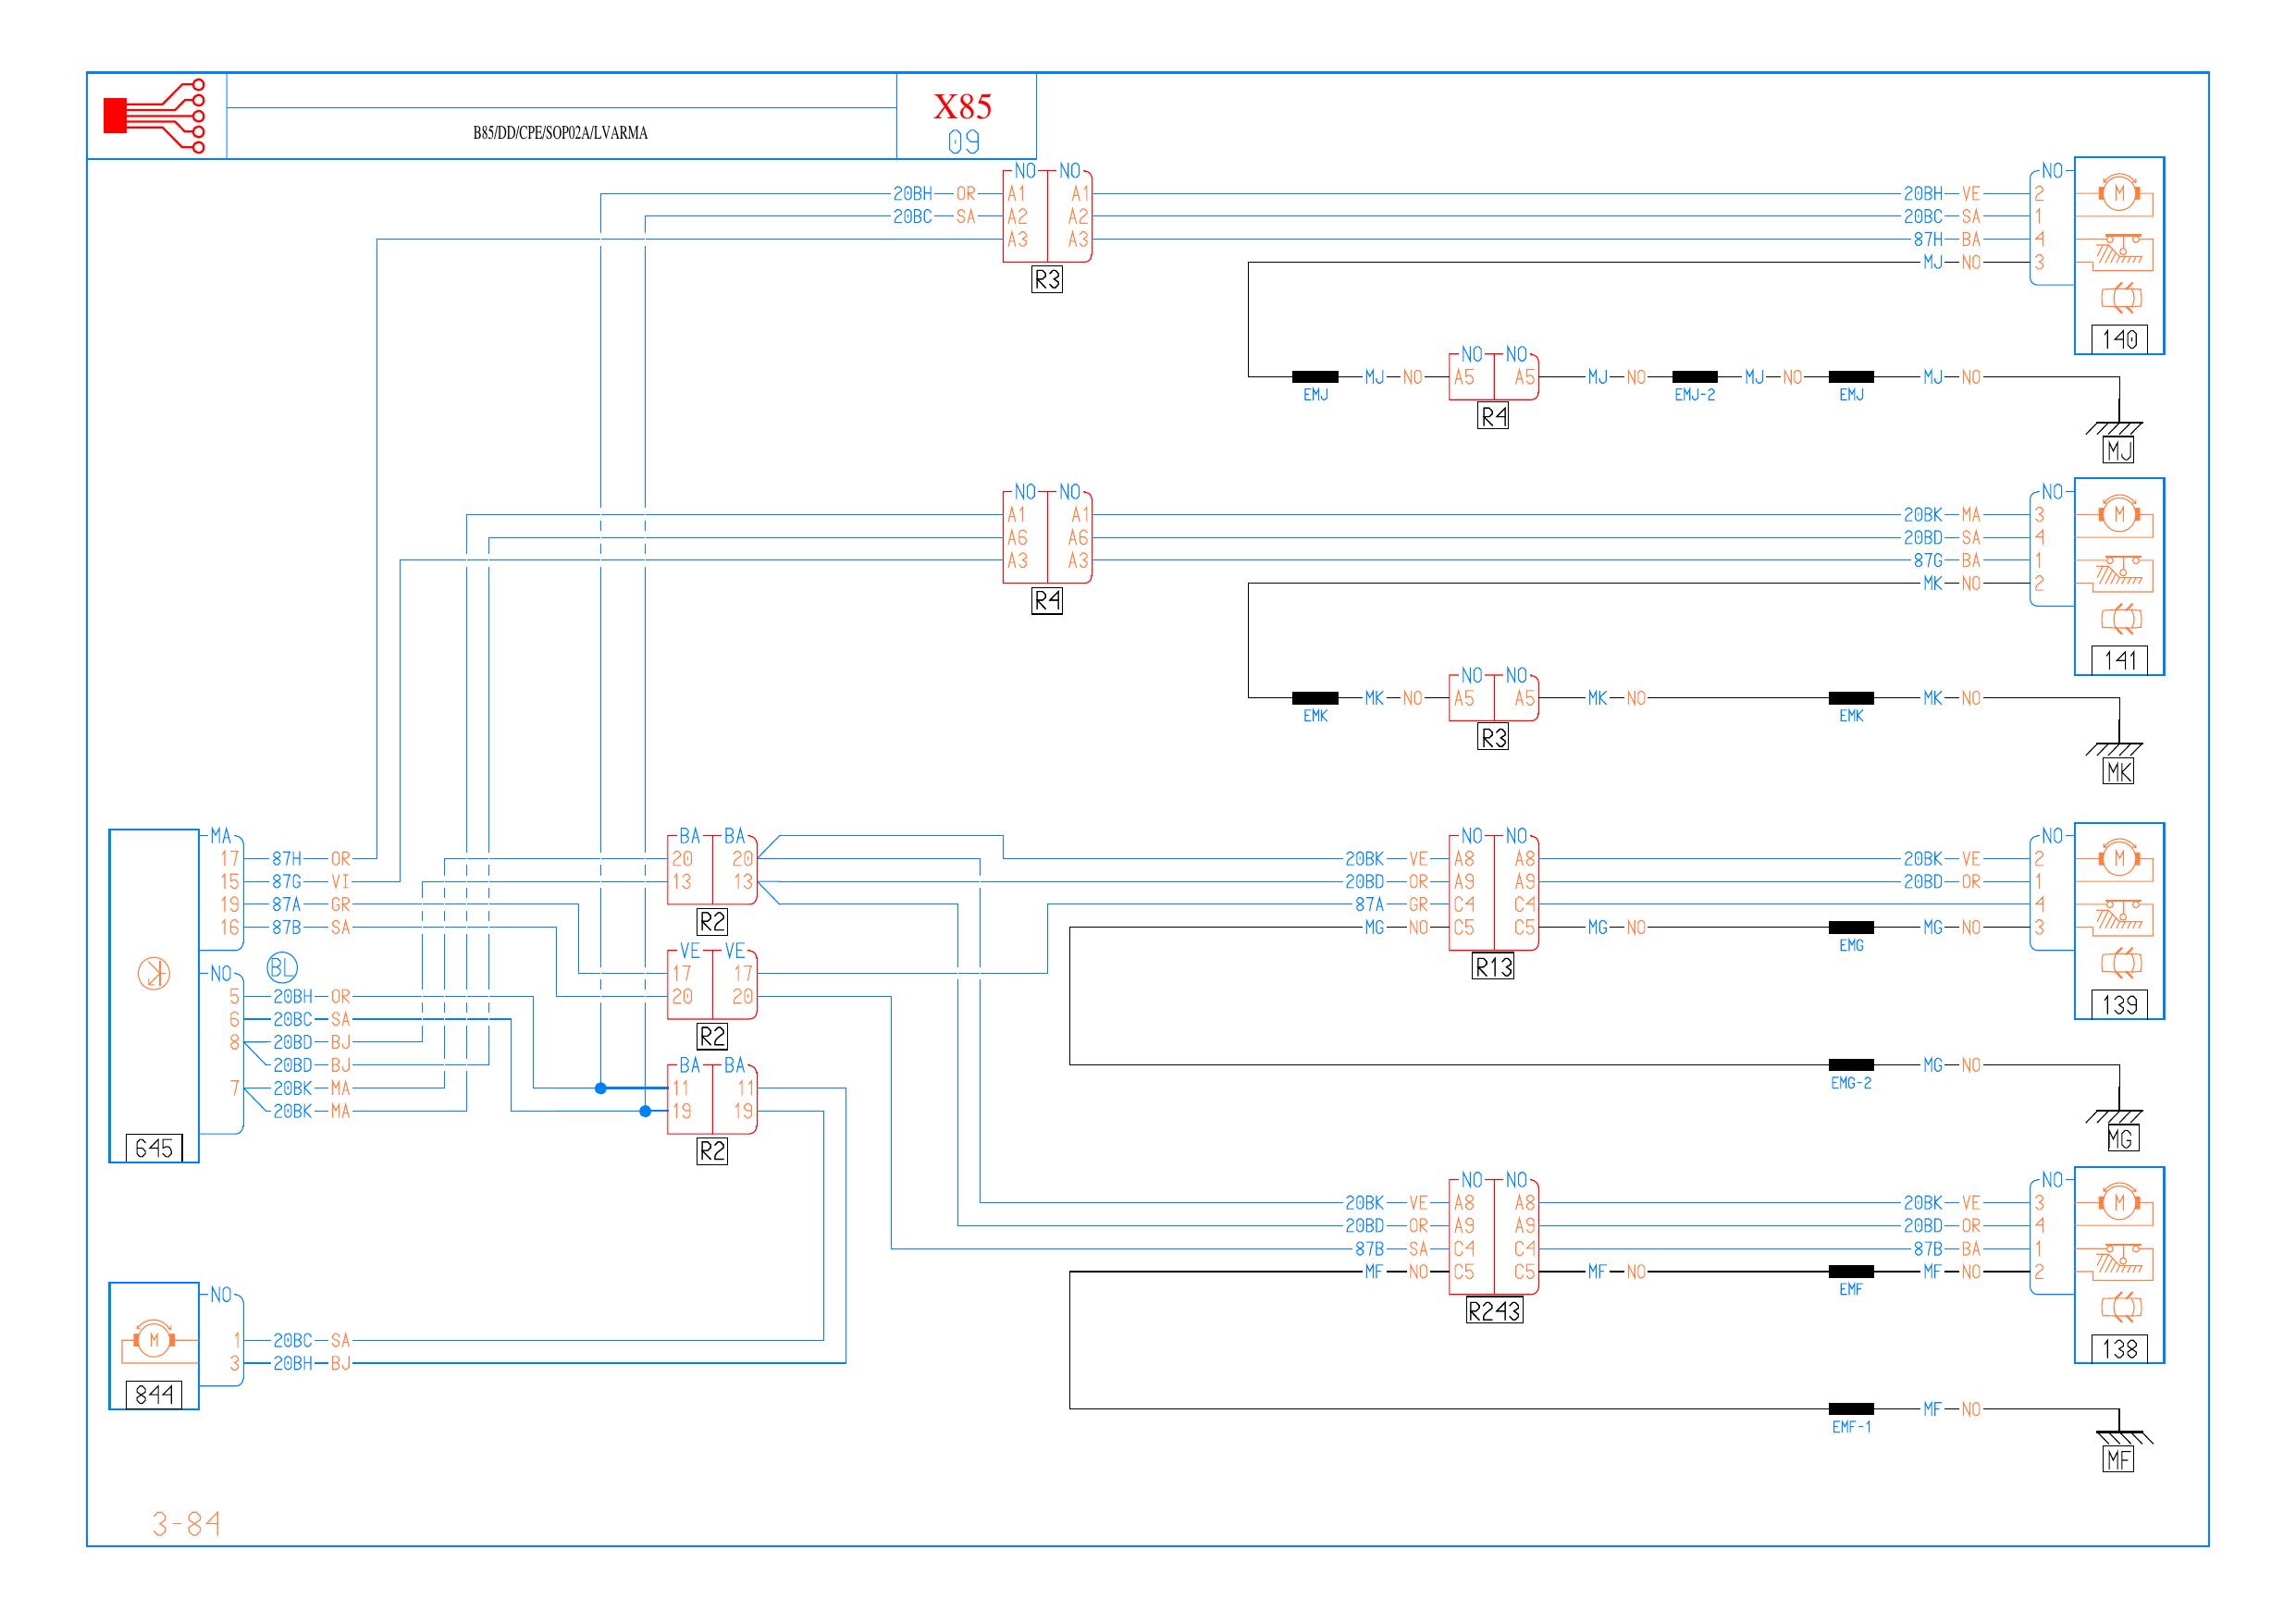 X85
B85/DD/CPE/SOP02A/LVARMA
09
NO NO NO
20BH OR A1 A1 20BH VE 2 M
20BC SA A2 A2 20BC SA 1
A3 A3 87H BA 4
MJ NO 3
R3
140
NO NO
MJ NO A5 A5 MJ NO MJ NO MJ NO
EMJ EMJ-2 EMJ
R4
MJ
NO NO NO
A1 A1 20BK MA 3 M
A6 A6 20BD SA 4
A3 A3 87G BA 1
MK NO 2
R4
141
NO NO
MK NO A5 A5 MK NO MK NO
EMK EMK
R3
MK
MA BA BA NO NO NO
17 87H OR 20 20 20BK VE A8 A8 20BK VE 2 M
15 87G VI 13 13 20BD OR A9 A9 20BD OR 1
19 87A GR 87A GR C4 C4 4
16 87B SA R2 MG NO C5 C5 MG NO MG NO 3
EMG
VE VE
BL R13
NO 17 17
5 20BH OR 20 20
139
6 20BC SA
R2
8 20BD BJ
20BD BJ BA BA MG NO
EMG-2
7 20BK MA 11 11
20BK MA 19 19
MG
645 R2
NO NO NO
20BK VE A8 A8 20BK VE 3 M
20BD OR A9 A9 20BD OR 4
87B SA C4 C4 87B BA 1
MF NO C5 C5 MF NO MF NO 2
EMF
NO
R243
M 1 20BC SA
138
3 20BH BJ
844
MF NO
EMF-1
MF
3-84